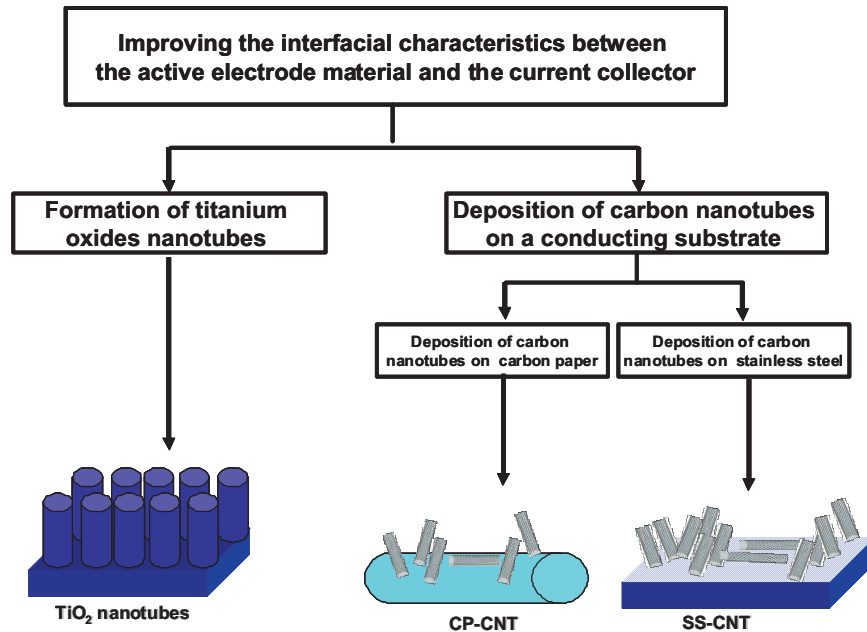 Improving the interfacial characteristics between
the active electrode material and the current collector
Formation of titanium
oxides nanotubes
Deposition of carbon nanotubes
on a conducting substrate
Deposition of carbon
nanotubes on carbon paper
Deposition of carbon
nanotubes on stainless steel
TiO₂ nanotubes
CP-CNT
SS-CNT